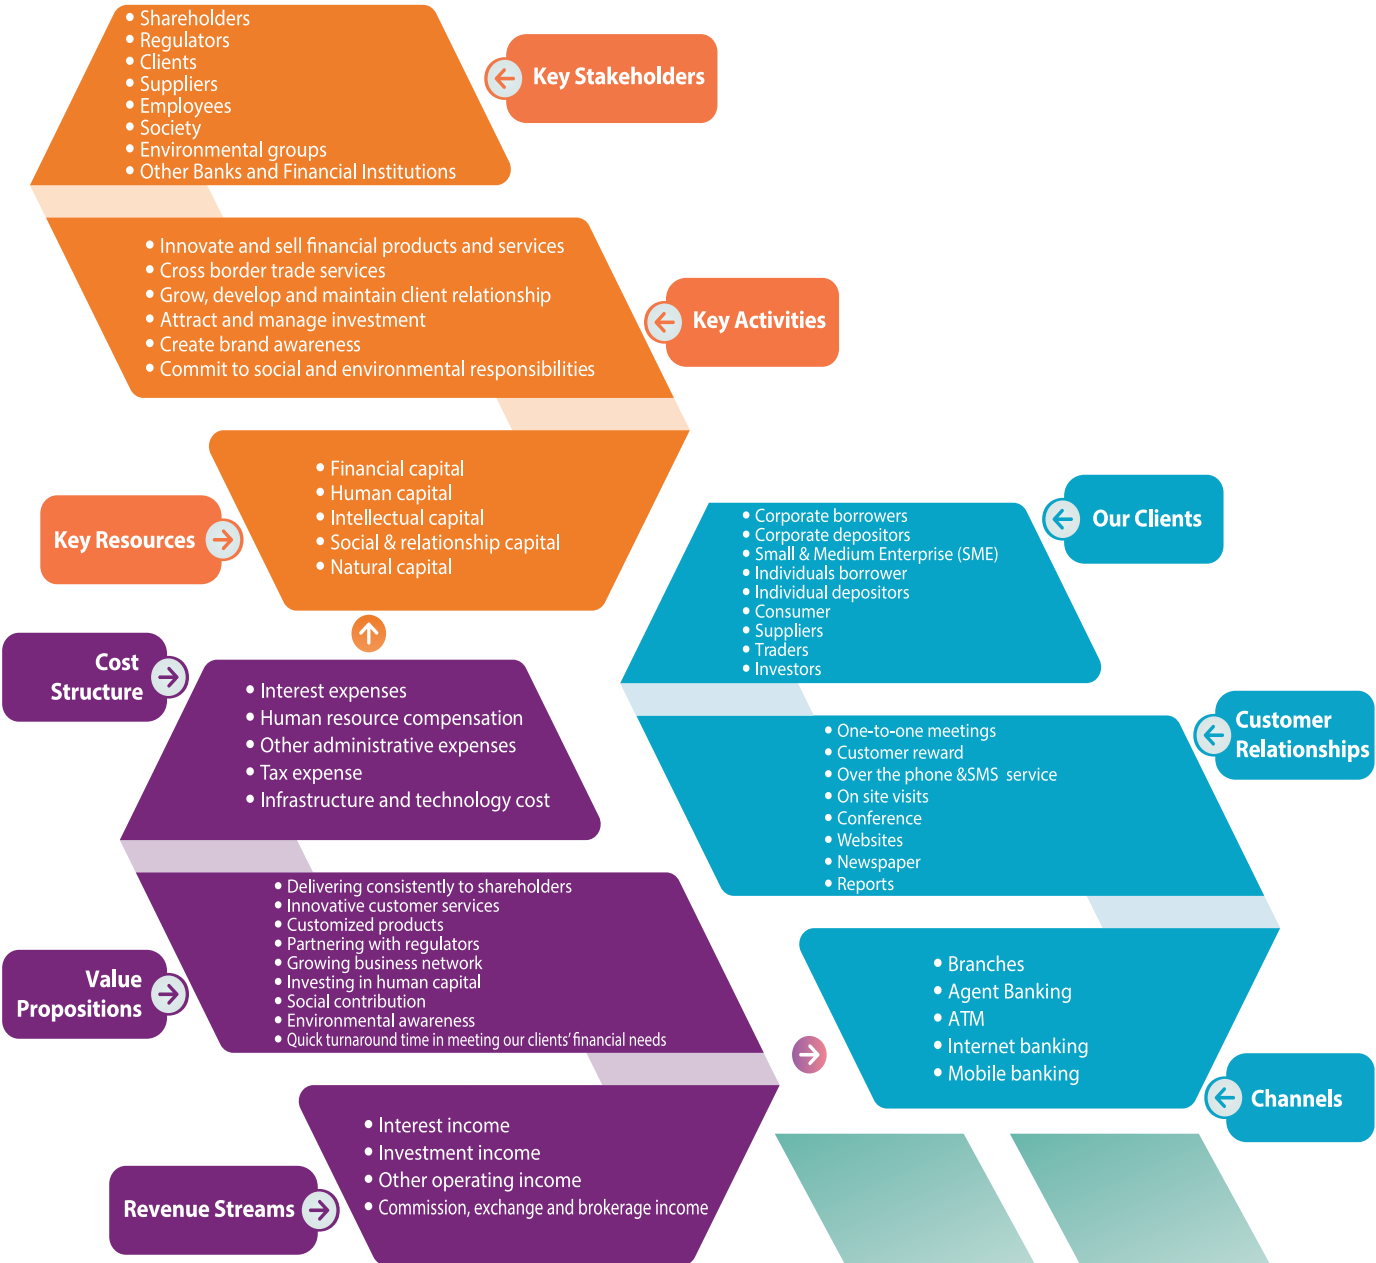 • Shareholders
• Regulators
• Clients
• Suppliers
• Employees
• Society
• Environmental groups
• Other Banks and Financial Institutions
Key Stakeholders
• Innovate and sell financial products and services
• Cross border trade services
• Grow, develop and maintain client relationship
• Attract and manage investment
• Create brand awareness
• Commit to social and environmental responsibilities
Key Activities
Key Resources
• Financial capital
• Human capital
• Intellectual capital
• Social & relationship capital
• Natural capital
Cost
Structure
• Interest expenses
• Human resource compensation
• Other administrative expenses
• Tax expense
• Infrastructure and technology cost
Value
Propositions
• Delivering consistently to shareholders
• Innovative customer services
• Customized products
• Partnering with regulators
• Growing business network
• Investing in human capital
• Social contribution
• Environmental awareness
• Quick turnaround time in meeting our clients' financial needs
Revenue Streams
• Interest income
• Investment income
• Other operating income
• Commission, exchange and brokerage income
• Corporate borrowers
• Corporate depositors
• Small & Medium Enterprise (SME)
• Individuals borrower
• Individual depositors
• Consumer
• Suppliers
• Traders
• Investors
Our Clients
• One-to-one meetings
• Customer reward
• Over the phone &SMS service
• On site visits
• Conference
• Websites
• Newspaper
• Reports
Customer
Relationships
• Branches
• Agent Banking
• ATM
• Internet banking
• Mobile banking
Channels